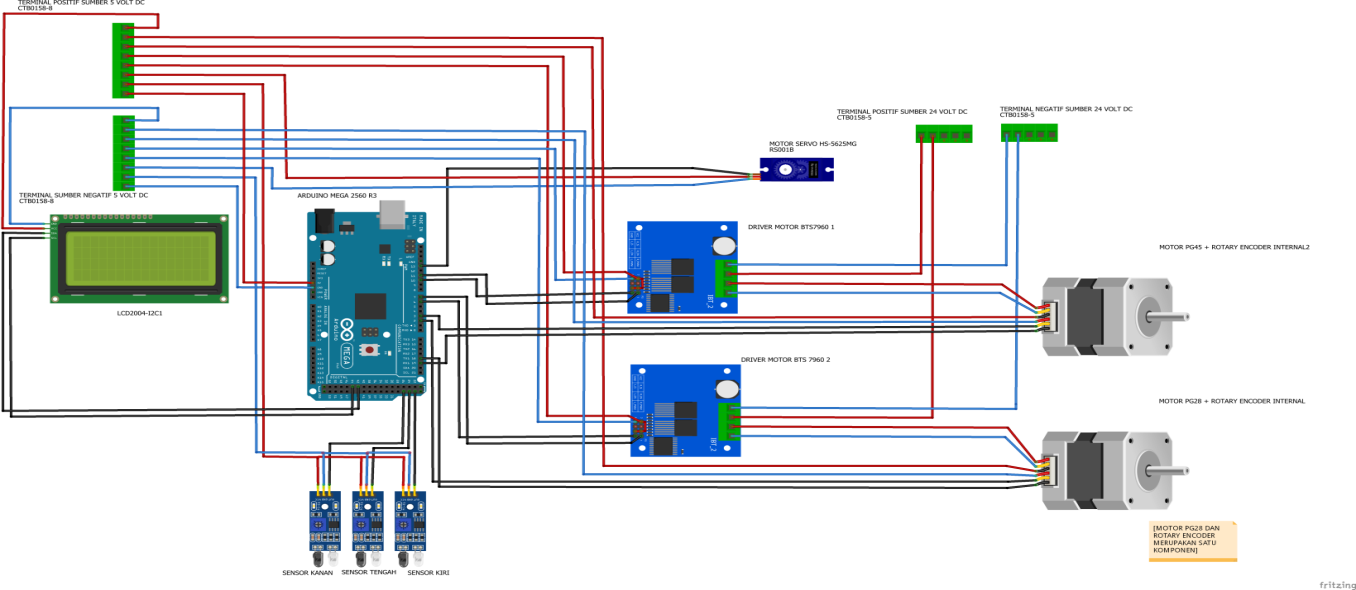 TERMINAL POSITIF SUMBER 5 VOLT DC
CTB0158-8
TERMINAL SUMBER NEGATIF 5 VOLT DC
CTB0158-8
LCD2004-I2C1
ARDUINO MEGA 2560 R3
MOTOR SERVO HS-5625MG
RS001B
TERMINAL POSITIF SUMBER 24 VOLT DC
CTB0158-5
TERMINAL NEGATIF SUMBER 24 VOLT DC
CTB0158-5
DRIVER MOTOR BTS7960 1
IBT_2
MOTOR PG45 + ROTARY ENCODER INTERNAL2
DRIVER MOTOR BTS 7960 2
IBT_2
MOTOR PG28 + ROTARY ENCODER INTERNAL
ARDUINO
MEGA
SENSOR KANAN
SENSOR TENGAH
SENSOR KIRI
[MOTOR PG28 DAN
ROTARY ENCODER
MERUPAKAN SATU
KOMPONEN]
fritzing